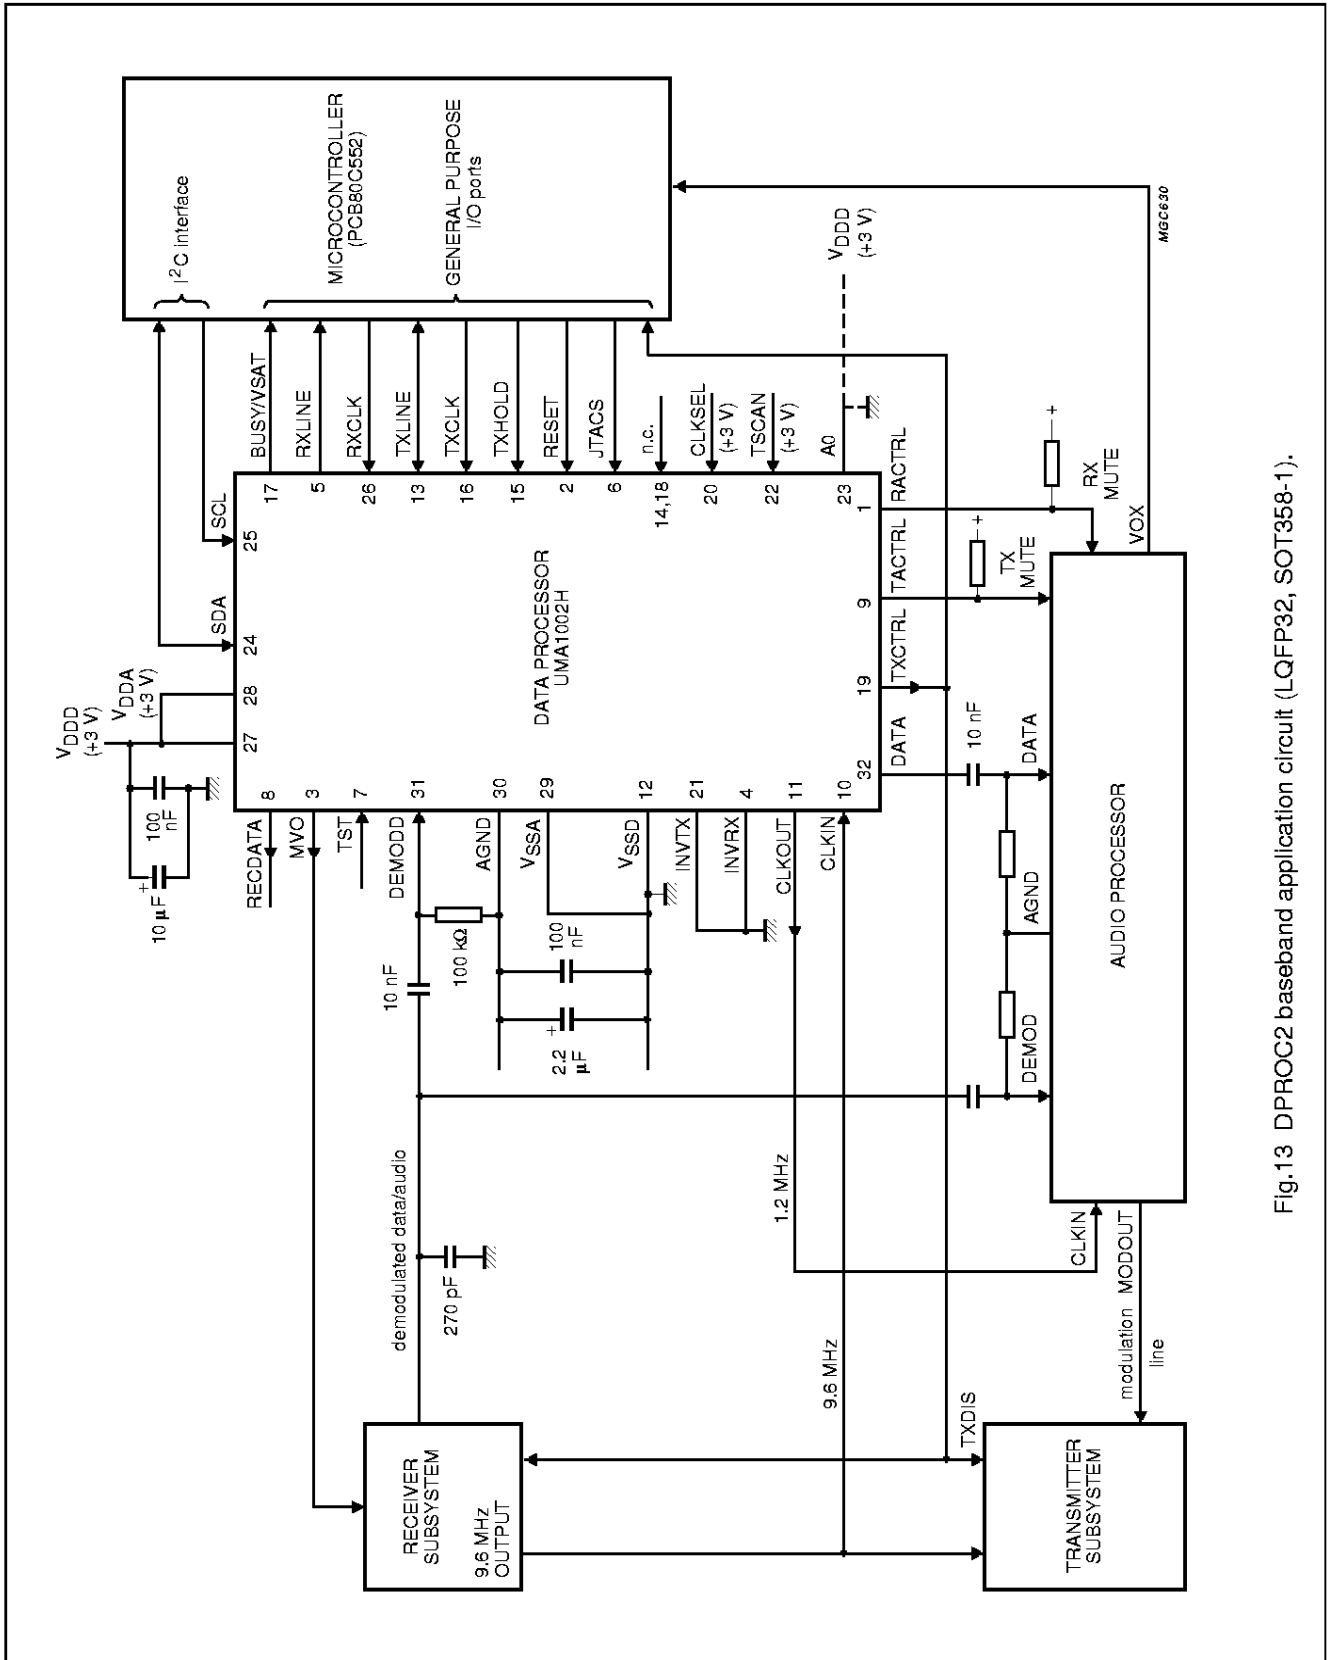 MICROCONTROLLER
(PCB80C552)
I2C interface
GENERAL PURPOSE
I/O ports
SDA
SCL
BUSY/VSAT
RXLINE
RXCLK
TXLINE
TXCLK
TXHOLD
RESET
JTACS
n.c.
CLKSEL
(+3 V)
TSCAN
(+3 V)
A0
VDDD
(+3 V)
VDDD
(+3 V)
VDDA
(+3 V)
10 μF
+
100
nF
27
28
24
25
17
5
26
13
16
15
2
6
14,18
20
22
23
DATA PROCESSOR
UMA1002H
8
3
7
31
30
29
12
21
4
11
10
32
19
9
1
RECDATA
MVO
TST
DEMODD
AGND
VSSA
VSSD
INVTX
INVRX
CLKOUT
CLKIN
DATA
TXCTRL
TACTRL
RACTRL
10 nF
100 kΩ
100
nF
2.2
μF
+
10 nF
+
TX
MUTE
+
RX
MUTE
demodulated data/audio
270 pF
1.2 MHz
9.6 MHz
RECEIVER
SUBSYSTEM
9.6 MHz
OUTPUT
TXDIS
TRANSMITTER
SUBSYSTEM
modulation
line
MODOUT
CLKIN
DEMOD
AGND
DATA
VOX
AUDIO PROCESSOR
MGC630
Fig.13 DPROC2 baseband application circuit (LQFP32, SOT358-1).